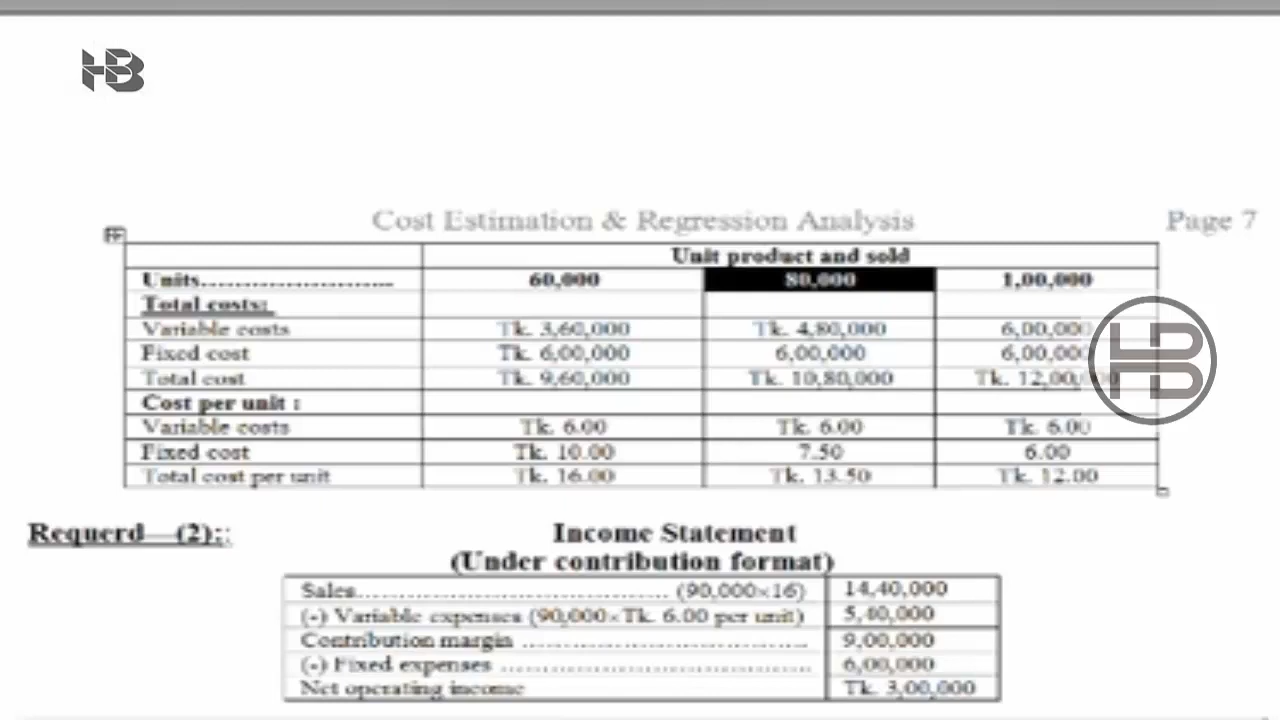 HB
Cost Estimation & Regression Analysis Page 7
Unit product and sold
Units........................ 60,000 80,000 1,00,000
Total costs:
Variable costs Tk. 3,60,000 Tk. 4,80,000 6,00,000
Fixed cost Tk. 6,00,000 6,00,000 6,00,000
Total cost Tk. 9,60,000 Tk. 10,80,000 Tk. 12,00,000
Cost per unit :
Variable costs Tk. 6.00 Tk. 6.00 Tk. 6.00
Fixed cost Tk. 10.00 7.50 6.00
Total cost per unit Tk. 16.00 Tk. 13.50 Tk. 12.00
Requerd—(2):: Income Statement
(Under contribution format)
Sales....................................... (90,000×16) 14,40,000
(-) Variable expenses (90,000×Tk. 6.00 per unit) 5,40,000
Contribution margin ................................... 9,00,000
(-) Fixed expenses ...................................... 6,00,000
Net operating income Tk. 3,00,000